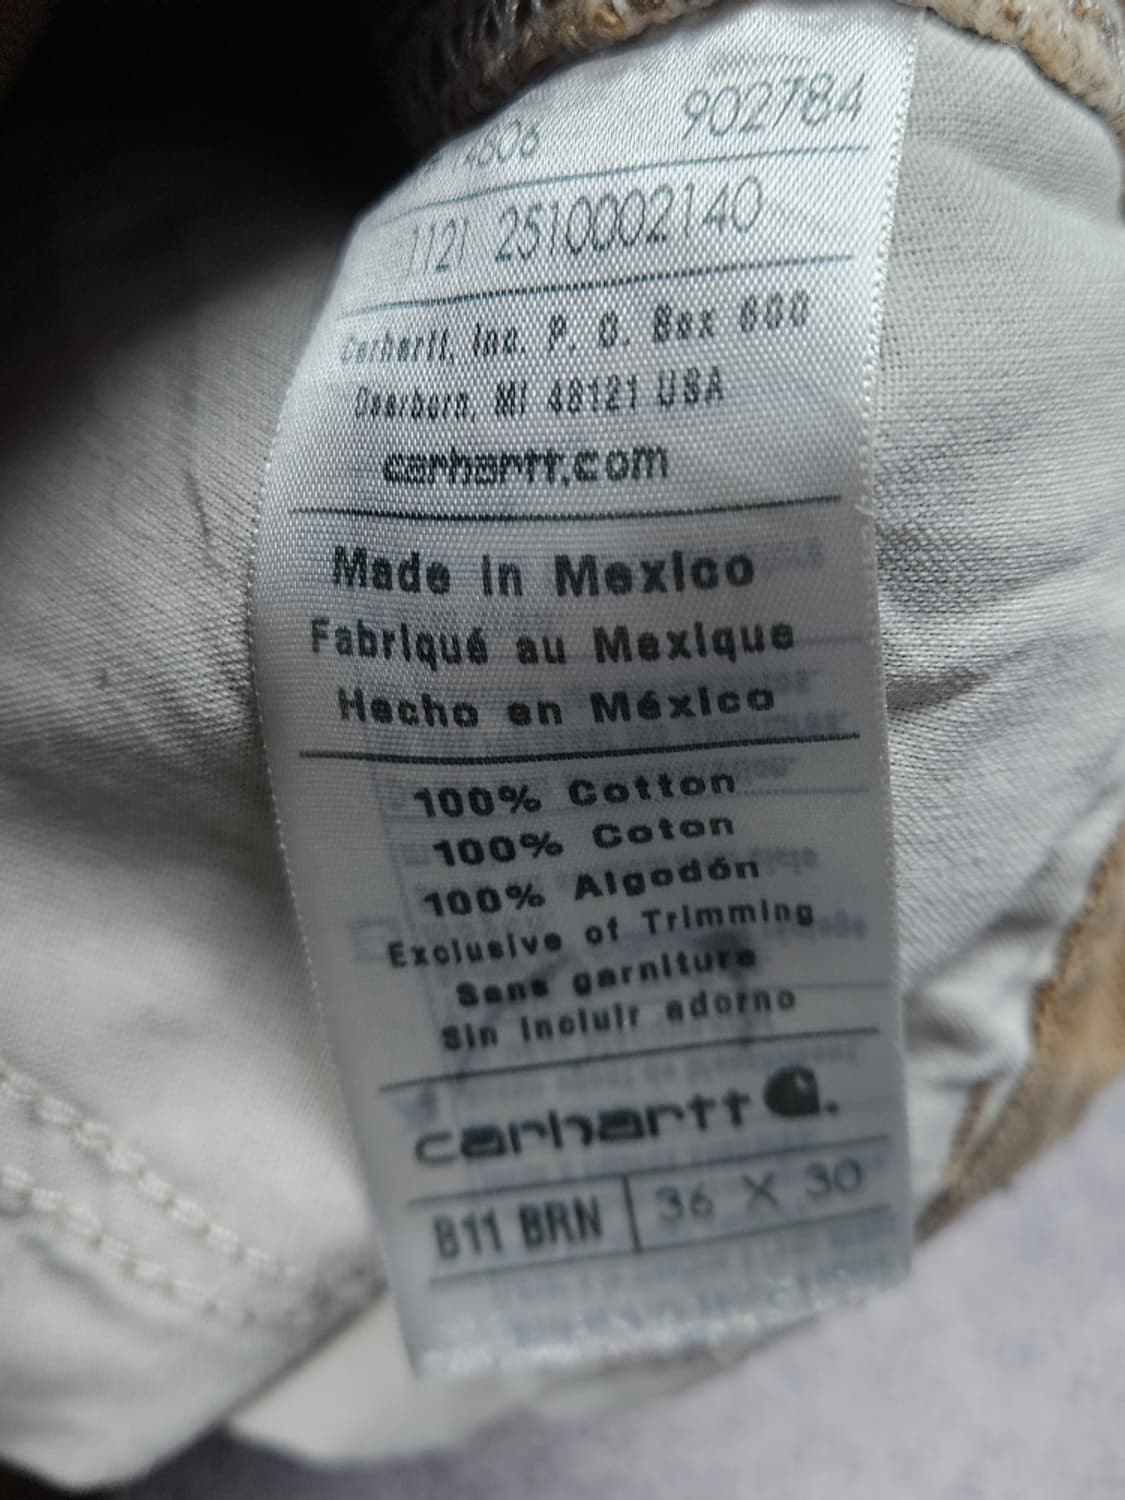 902784
1121 2510002140
Carhartt, Inc. P. O. Box 600
Dearborn, MI 48121 USA
carhartt.com
Made in Mexico
Fabriqué au Mexique
Hecho en México
100% Cotton
100% Coton
100% Algodón
Exclusive of Trimming
Sans garniture
Sin incluir adorno
carhartt
B11 BRN 36 X 30